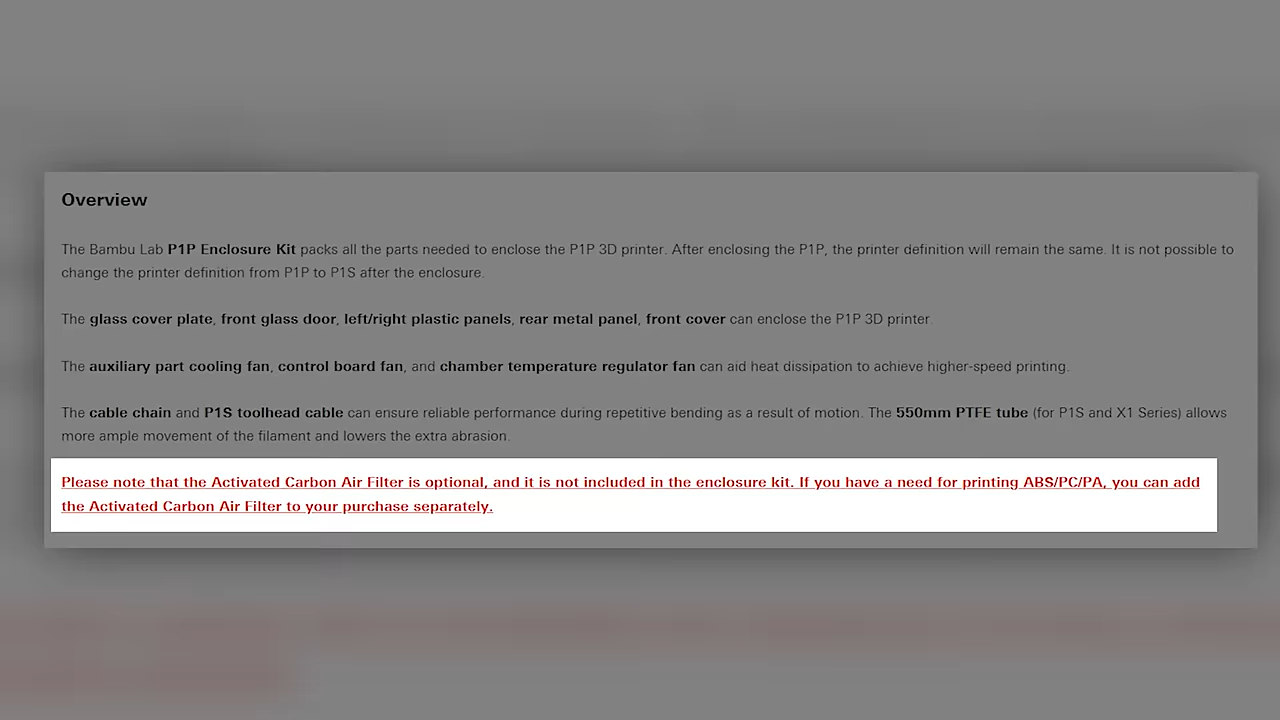 Overview
The Bambu Lab P1P Enclosure Kit packs all the parts needed to enclose the P1P 3D printer. After enclosing the P1P, the printer definition will remain the same. It is not possible to
change the printer definition from P1P to P1S after the enclosure.
The glass cover plate, front glass door, left/right plastic panels, rear metal panel, front cover can enclose the P1P 3D printer.
The auxiliary part cooling fan, control board fan, and chamber temperature regulator fan can aid heat dissipation to achieve higher-speed printing.
The cable chain and P1S toolhead cable can ensure reliable performance during repetitive bending as a result of motion. The 550mm PTFE tube (for P1S and X1 Series) allows
more ample movement of the filament and lowers the extra abrasion.
Please note that the Activated Carbon Air Filter is optional, and it is not included in the enclosure kit. If you have a need for printing ABS/PC/PA, you can add
the Activated Carbon Air Filter to your purchase separately.